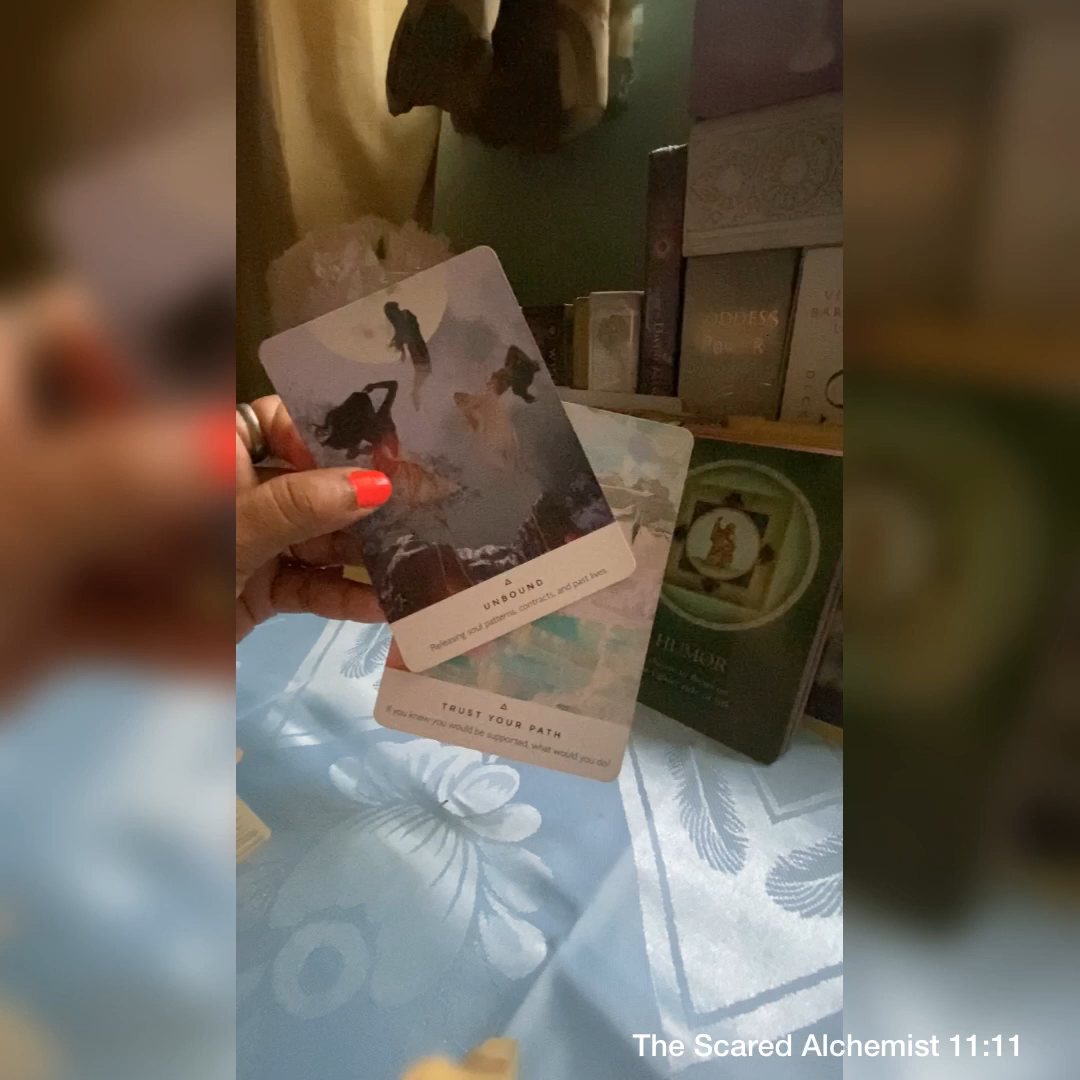 GODDESS
DECK
UNBOUND
Releasing soul patterns, contracts, and past lives.
HUMOR
TRUST YOUR PATH
If you knew you would be supported, what would you do?
The Scared Alchemist 11:11